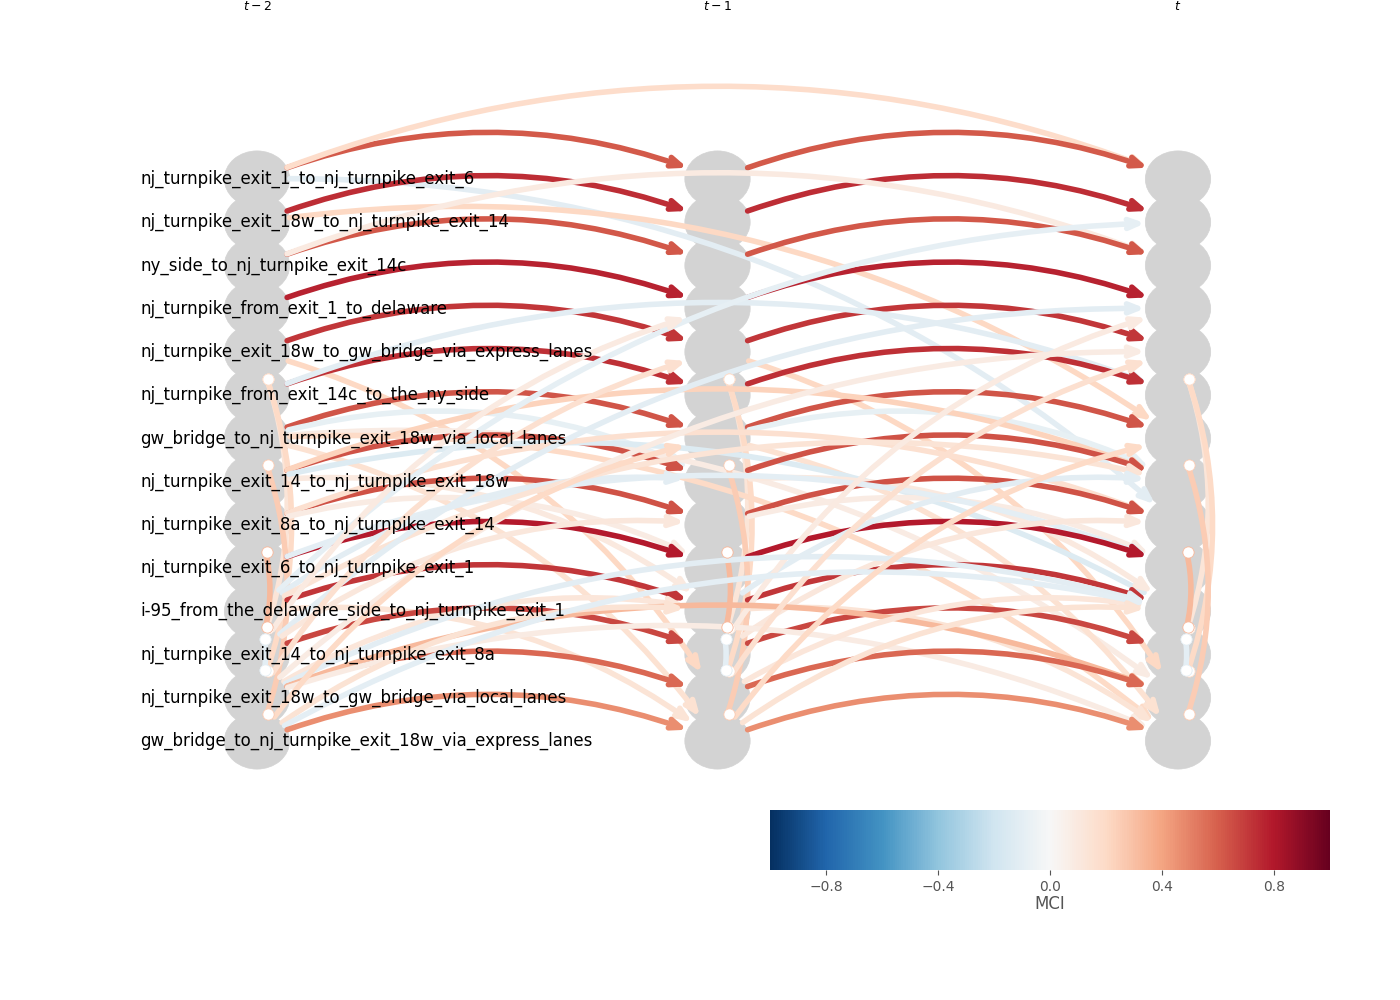 t − 2 t − 1 t
nj_turnpike_exit_1_to_nj_turnpike_exit_6
nj_turnpike_exit_18w_to_nj_turnpike_exit_14
ny_side_to_nj_turnpike_exit_14c
nj_turnpike_from_exit_1_to_delaware
nj_turnpike_exit_18w_to_gw_bridge_via_express_lanes
nj_turnpike_from_exit_14c_to_the_ny_side
gw_bridge_to_nj_turnpike_exit_18w_via_local_lanes
nj_turnpike_exit_14_to_nj_turnpike_exit_18w
nj_turnpike_exit_8a_to_nj_turnpike_exit_14
nj_turnpike_exit_6_to_nj_turnpike_exit_1
i-95_from_the_delaware_side_to_nj_turnpike_exit_1
nj_turnpike_exit_14_to_nj_turnpike_exit_8a
nj_turnpike_exit_18w_to_gw_bridge_via_local_lanes
gw_bridge_to_nj_turnpike_exit_18w_via_express_lanes
−0.8 −0.4 0.0 0.4 0.8
MCI